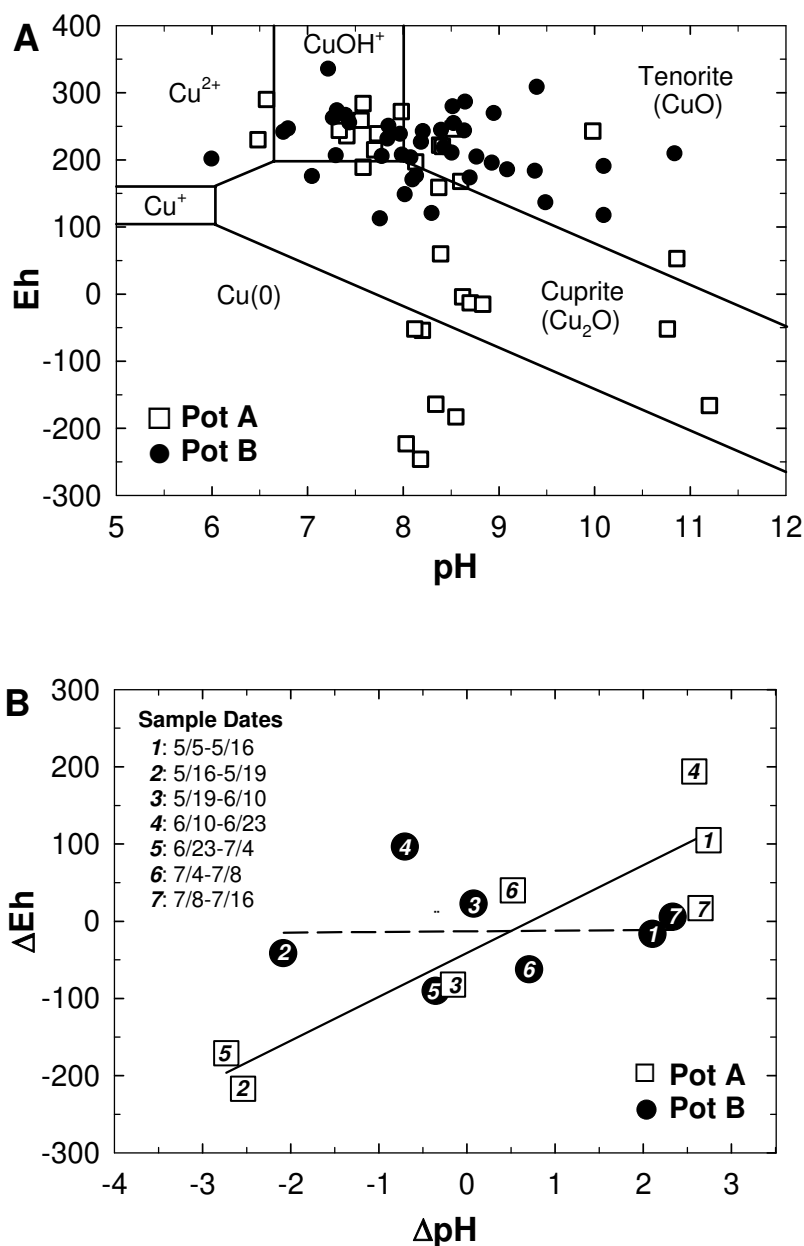 A
400
300
200
100
0
-100
-200
-300
Eh
Cu²⁺
CuOH⁺
Tenorite
(CuO)
Cu⁺
Cu(0)
Cuprite
(Cu₂O)
Pot A
Pot B
5 6 7 8 9 10 11 12
pH
B
300
200
100
0
-100
-200
-300
ΔEh
Sample Dates
1: 5/5-5/16
2: 5/16-5/19
3: 5/19-6/10
4: 6/10-6/23
5: 6/23-7/4
6: 7/4-7/8
7: 7/8-7/16
4
4
1
6
3
7
7
1
2
6
5
3
5
2
Pot A
Pot B
-4 -3 -2 -1 0 1 2 3
ΔpH